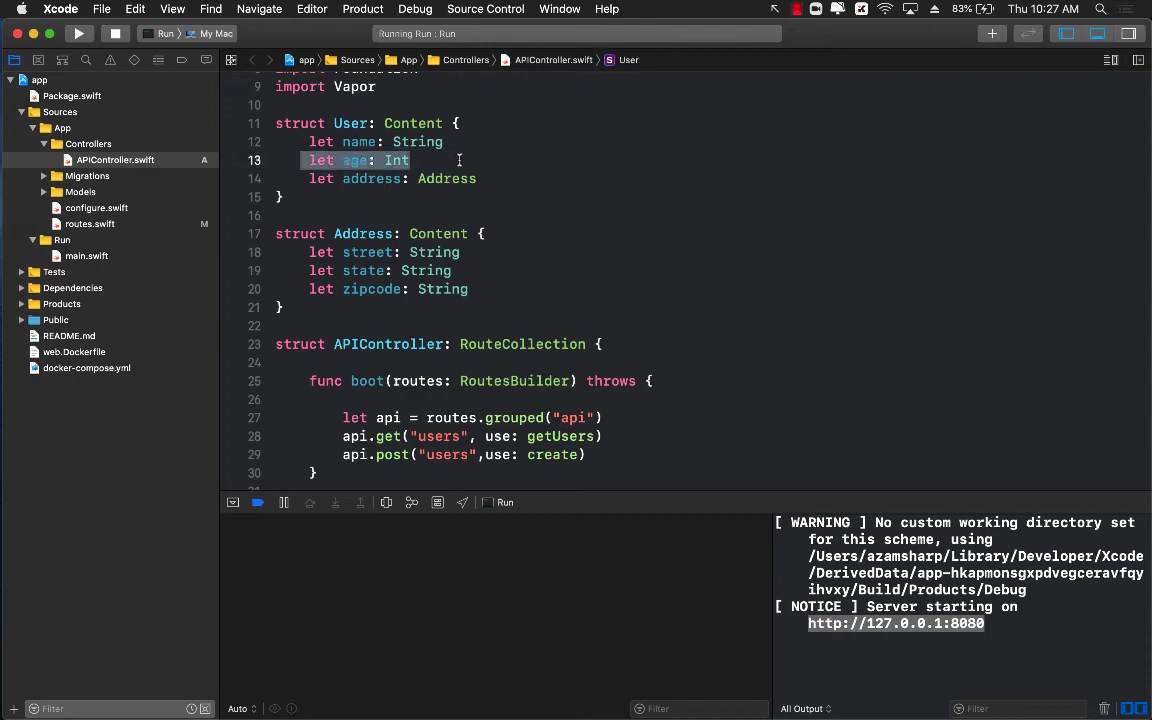 Xcode File Edit View Find Navigate Editor Product Debug Source Control Window Help 83% Thu 10:27 AM
Run My Mac Running Run : Run
app Sources App Controllers APIController.swift S User
app
Package.swift
Sources
App
Controllers
APIController.swift A
Migrations
Models
configure.swift
routes.swift M
Run
main.swift
Tests
Dependencies
Products
Public
README.md
web.Dockerfile
docker-compose.yml
Filter
8 import Foundation
9 import Vapor
10
11 struct User: Content {
12 let name: String
13 let age: Int
14 let address: Address
15 }
16
17 struct Address: Content {
18 let street: String
19 let state: String
20 let zipcode: String
21 }
22
23 struct APIController: RouteCollection {
24
25 func boot(routes: RoutesBuilder) throws {
26
27 let api = routes.grouped("api")
28 api.get("users", use: getUsers)
29 api.post("users",use: create)
30 }
31
Run
[ WARNING ] No custom working directory set
for this scheme, using
/Users/azamsharp/Library/Developer/Xcode
/DerivedData/app-hkapmonsgxpdvegceravfqy
ihvxy/Build/Products/Debug
[ NOTICE ] Server starting on
http://127.0.0.1:8080
Auto Filter All Output Filter